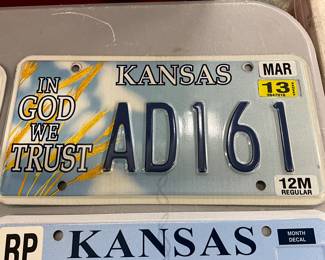 KANSAS
MAR
13
IN
GOD
WE
TRUST
AD161
12M
REGULAR
RP
KANSAS
MONTH
DECAL